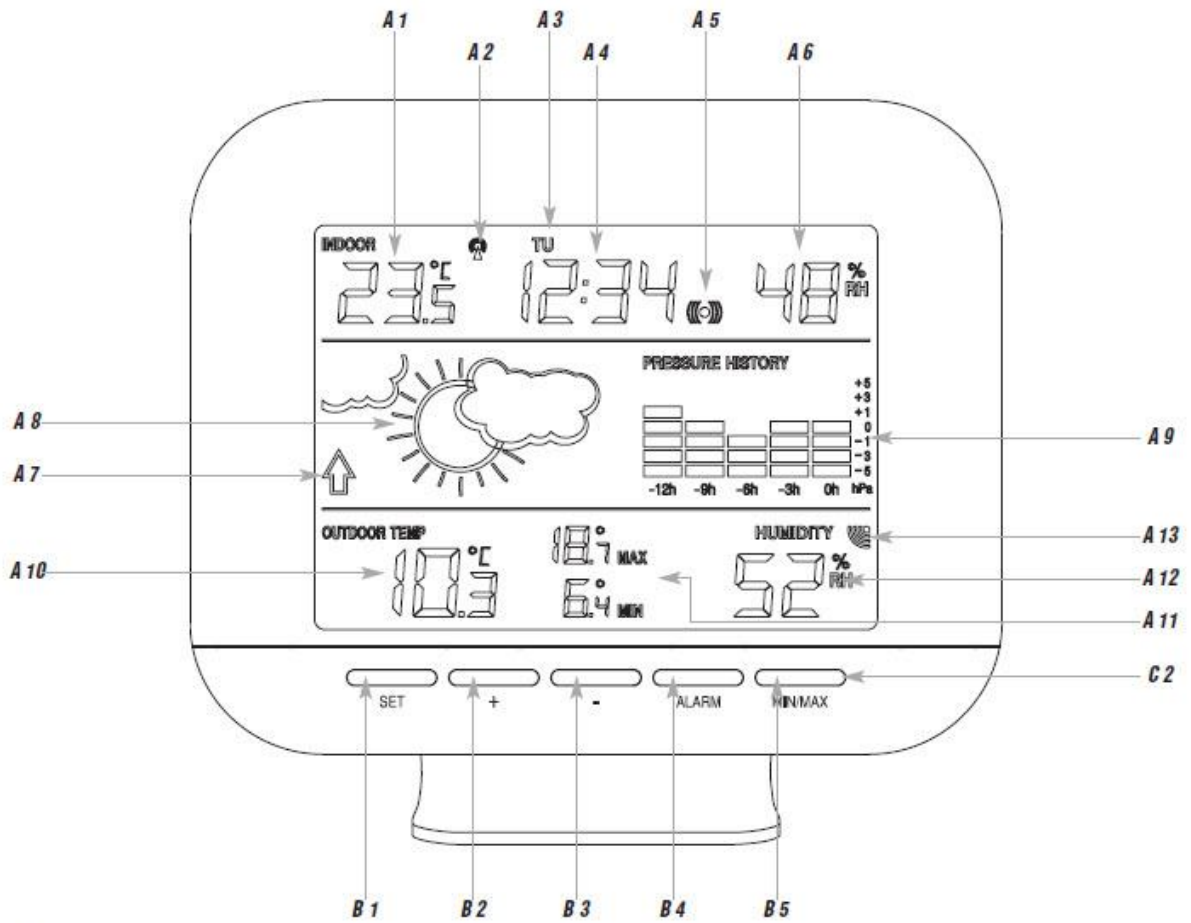 A1 A2 A3 A4 A5 A6
INDOOR TU
23.5 °C 12:34 48 % RH
PRESSURE HISTORY
+5
+3
+1
0
-1
-3
-5
-12h -9h -6h -3h 0h hPa
A8
A7
A9
OUTDOOR TEMP 18.7° MAX HUMIDITY
10.3 °C 6.4° MIN 52 % RH
A10
A13
A12
A11
C2
SET + - ALARM MIN/MAX
B1 B2 B3 B4 B5